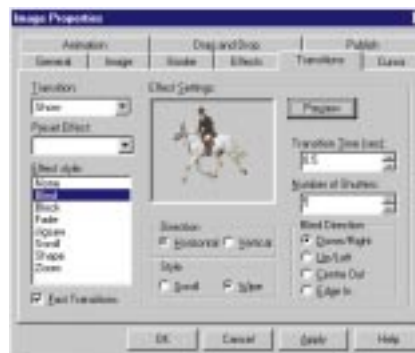 Image Properties
Animation Drag and Drop Publish
General Image Border Effects Transitions Cursor
Transition:
Show
Preset Effect:
Effect style:
None
Blind
Block
Fade
Jigsaw
Scroll
Shape
Zoom
Fast Transitions
Effect Settings:
Direction
Horizontal Vertical
Style
Scroll Wipe
Preview
Transition Time (sec):
0.5
Number of Shutters:
Blind Direction
Down/Right
Up/Left
Centre Out
Edge In
OK Cancel Apply Help